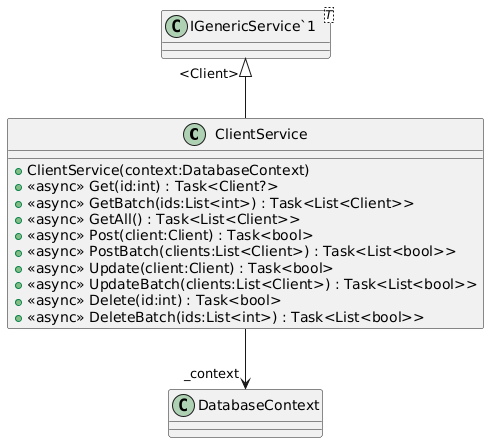 C IGenericService`1 T
<Client>
C ClientService
ClientService(context:DatabaseContext)
«async» Get(id:int) : Task<Client?>
«async» GetBatch(ids:List<int>) : Task<List<Client>>
«async» GetAll() : Task<List<Client>>
«async» Post(client:Client) : Task<bool>
«async» PostBatch(clients:List<Client>) : Task<List<bool>>
«async» Update(client:Client) : Task<bool>
«async» UpdateBatch(clients:List<Client>) : Task<List<bool>>
«async» Delete(id:int) : Task<bool>
«async» DeleteBatch(ids:List<int>) : Task<List<bool>>
_context
C DatabaseContext